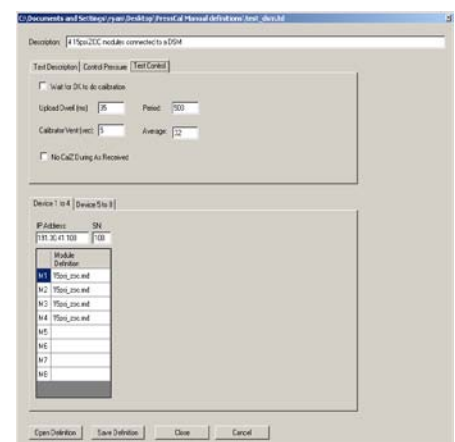 C:\Documents and Settings\ryan\Desktop\PressCal Manual definitions\test_dsm.td
Description: 4 15psi ZOC modules connected to a DSM
Test Description Control Pressure Test Control
Wait for OK to do calibration
Upload Dwell (ms) 35 Period: 500
Calibrator Vent (sec): 5 Average: 32
No CalZ During As Received
Device 1 to 4 Device 5 to 8
IP Address SN
191.30.41.108 108
Module Definition
M1 15psi_zoc.md
M2 15psi_zoc.md
M3 15psi_zoc.md
M4 15psi_zoc.md
M5
M6
M7
M8
Open Definition Save Definition Close Cancel